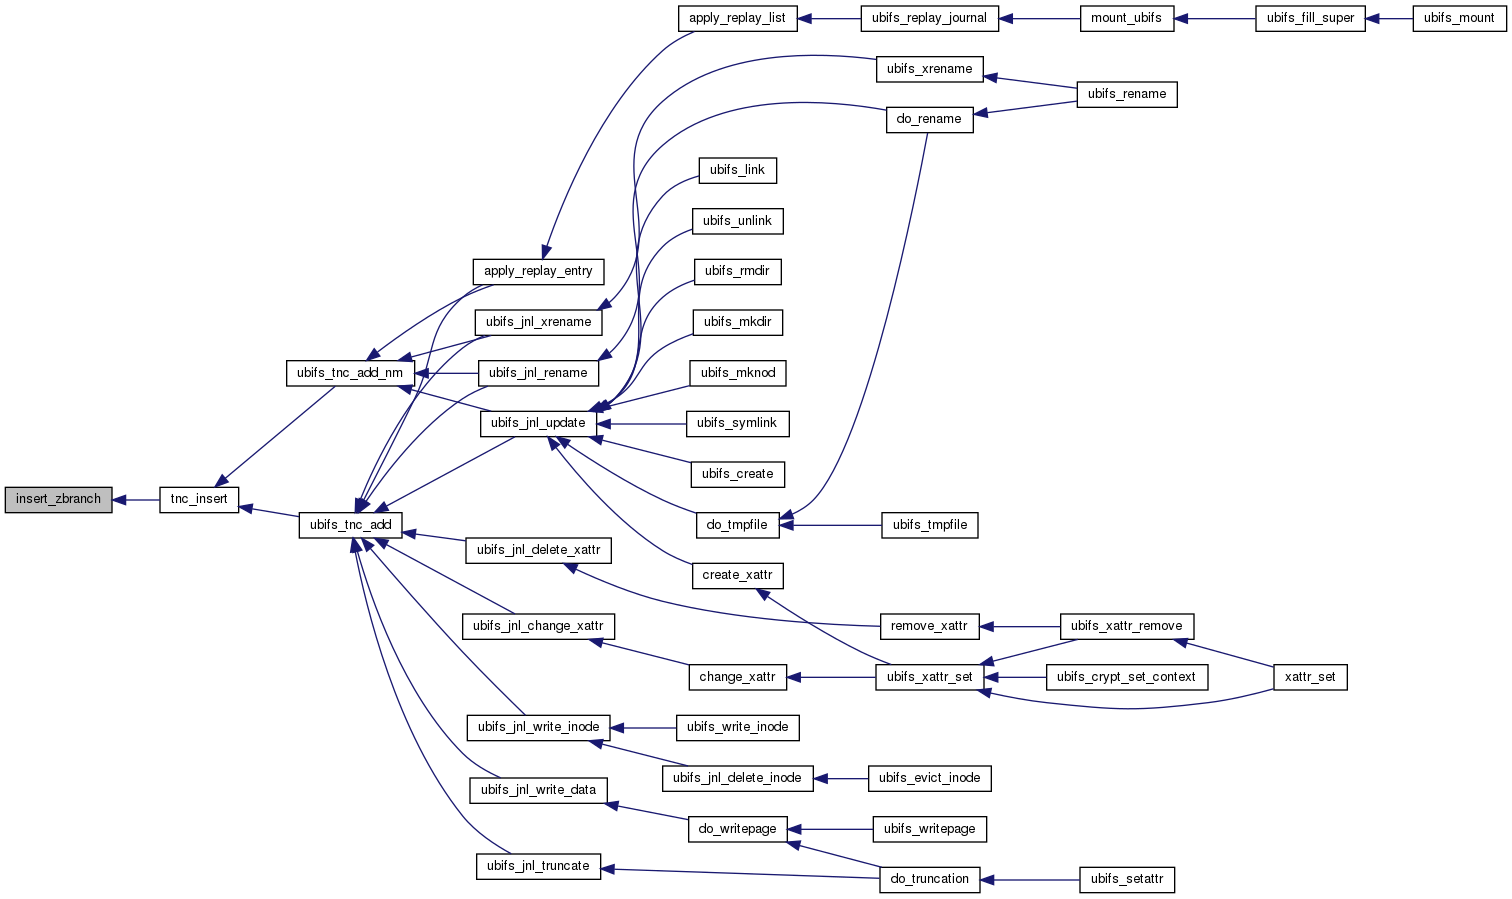 apply_replay_list
ubifs_replay_journal
mount_ubifs
ubifs_fill_super
ubifs_mount
ubifs_xrename
ubifs_rename
do_rename
ubifs_link
ubifs_unlink
apply_replay_entry
ubifs_rmdir
ubifs_jnl_xrename
ubifs_mkdir
ubifs_tnc_add_nm
ubifs_jnl_rename
ubifs_mknod
ubifs_jnl_update
ubifs_symlink
ubifs_create
insert_zbranch
tnc_insert
ubifs_tnc_add
do_tmpfile
ubifs_tmpfile
ubifs_jnl_delete_xattr
create_xattr
ubifs_jnl_change_xattr
remove_xattr
ubifs_xattr_remove
change_xattr
ubifs_xattr_set
ubifs_crypt_set_context
xattr_set
ubifs_jnl_write_inode
ubifs_write_inode
ubifs_jnl_delete_inode
ubifs_evict_inode
ubifs_jnl_write_data
do_writepage
ubifs_writepage
ubifs_jnl_truncate
do_truncation
ubifs_setattr